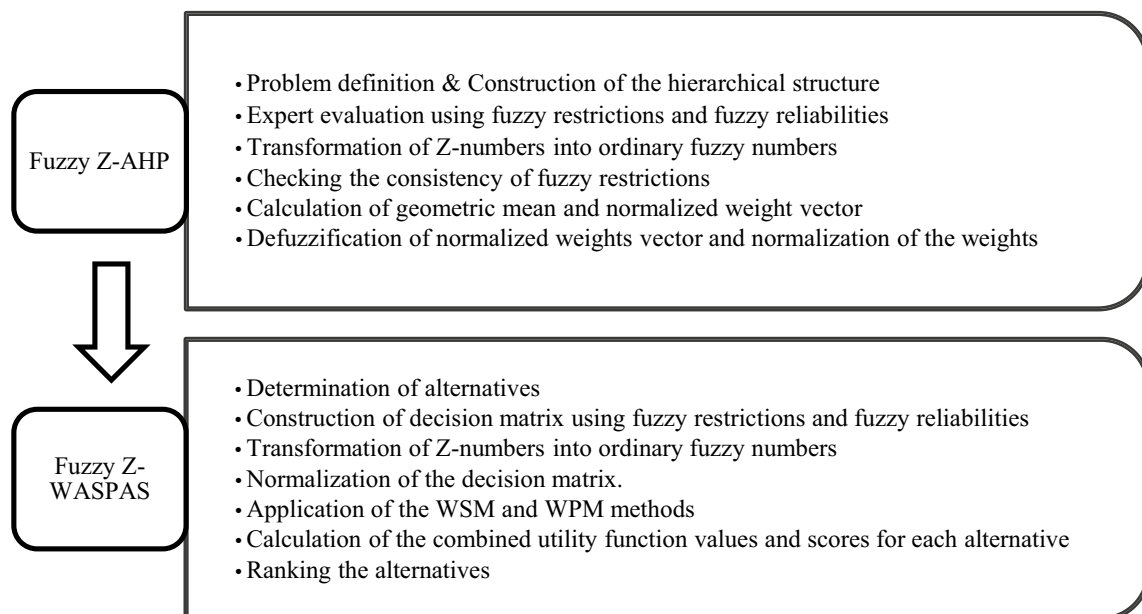 Fuzzy Z-AHP
• Problem definition & Construction of the hierarchical structure
• Expert evaluation using fuzzy restrictions and fuzzy reliabilities
• Transformation of Z-numbers into ordinary fuzzy numbers
• Checking the consistency of fuzzy restrictions
• Calculation of geometric mean and normalized weight vector
• Defuzzification of normalized weights vector and normalization of the weights
Fuzzy Z-
WASPAS
• Determination of alternatives
• Construction of decision matrix using fuzzy restrictions and fuzzy reliabilities
• Transformation of Z-numbers into ordinary fuzzy numbers
• Normalization of the decision matrix.
• Application of the WSM and WPM methods
• Calculation of the combined utility function values and scores for each alternative
• Ranking the alternatives